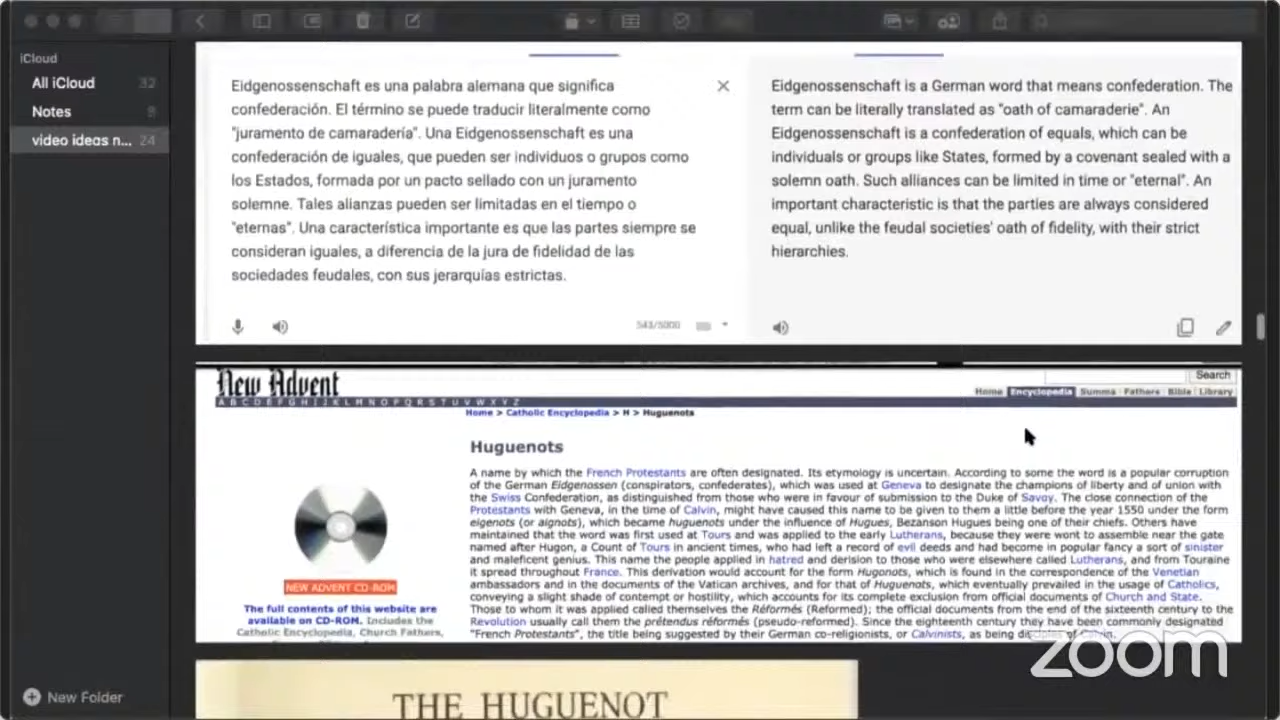 iCloud
All iCloud 32
Notes 8
video ideas n... 24
New Folder
Eidgenossenschaft es una palabra alemana que significa
confederación. El término se puede traducir literalmente como
"juramento de camaradería". Una Eidgenossenschaft es una
confederación de iguales, que pueden ser individuos o grupos como
los Estados, formada por un pacto sellado con un juramento
solemne. Tales alianzas pueden ser limitadas en el tiempo o
"eternas". Una característica importante es que las partes siempre se
consideran iguales, a diferencia de la jura de fidelidad de las
sociedades feudales, con sus jerarquías estrictas.
543/5000
Eidgenossenschaft is a German word that means confederation. The
term can be literally translated as "oath of camaraderie". An
Eidgenossenschaft is a confederation of equals, which can be
individuals or groups like States, formed by a covenant sealed with a
solemn oath. Such alliances can be limited in time or "eternal". An
important characteristic is that the parties are always considered
equal, unlike the feudal societies' oath of fidelity, with their strict
hierarchies.
New Advent
Search
Home Encyclopedia Summa Fathers Bible Library
A B C D E F G H I J K L M N O P Q R S T U V W X Y Z
Home > Catholic Encyclopedia > H > Huguenots
Huguenots
A name by which the French Protestants are often designated. Its etymology is uncertain. According to some the word is a popular corruption
of the German Eidgenossen (conspirators, confederates), which was used at Geneva to designate the champions of liberty and of union with
the Swiss Confederation, as distinguished from those who were in favour of submission to the Duke of Savoy. The close connection of the
Protestants with Geneva, in the time of Calvin, might have caused this name to be given to them a little before the year 1550 under the form
eigenots (or aignots), which became huguenots under the influence of Hugues, Bezanson Hugues being one of their chiefs. Others have
maintained that the word was first used at Tours and was applied to the early Lutherans, because they were wont to assemble near the gate
named after Hugon, a Count of Tours in ancient times, who had left a record of evil deeds and had become in popular fancy a sort of sinister
and maleficent genius. This name the people applied in hatred and derision to those who were elsewhere called Lutherans, and from Touraine
it spread throughout France. This derivation would account for the form Hugonots, which is found in the correspondence of the Venetian
ambassadors and in the documents of the Vatican archives, and for that of Huguenots, which eventually prevailed in the usage of Catholics,
conveying a slight shade of contempt or hostility, which accounts for its complete exclusion from official documents of Church and State.
Those to whom it was applied called themselves the Réformés (Reformed); the official documents from the end of the sixteenth century to the
Revolution usually call them the prétendus réformés (pseudo-reformed). Since the eighteenth century they have been commonly designated
"French Protestants", the title being suggested by their German co-religionists, or Calvinists, as being disciples of Calvin.
NEW ADVENT CD-ROM
The full contents of this website are
available on CD-ROM. Includes the
Catholic Encyclopedia, Church Fathers,
zoom
THE HUGUENOT